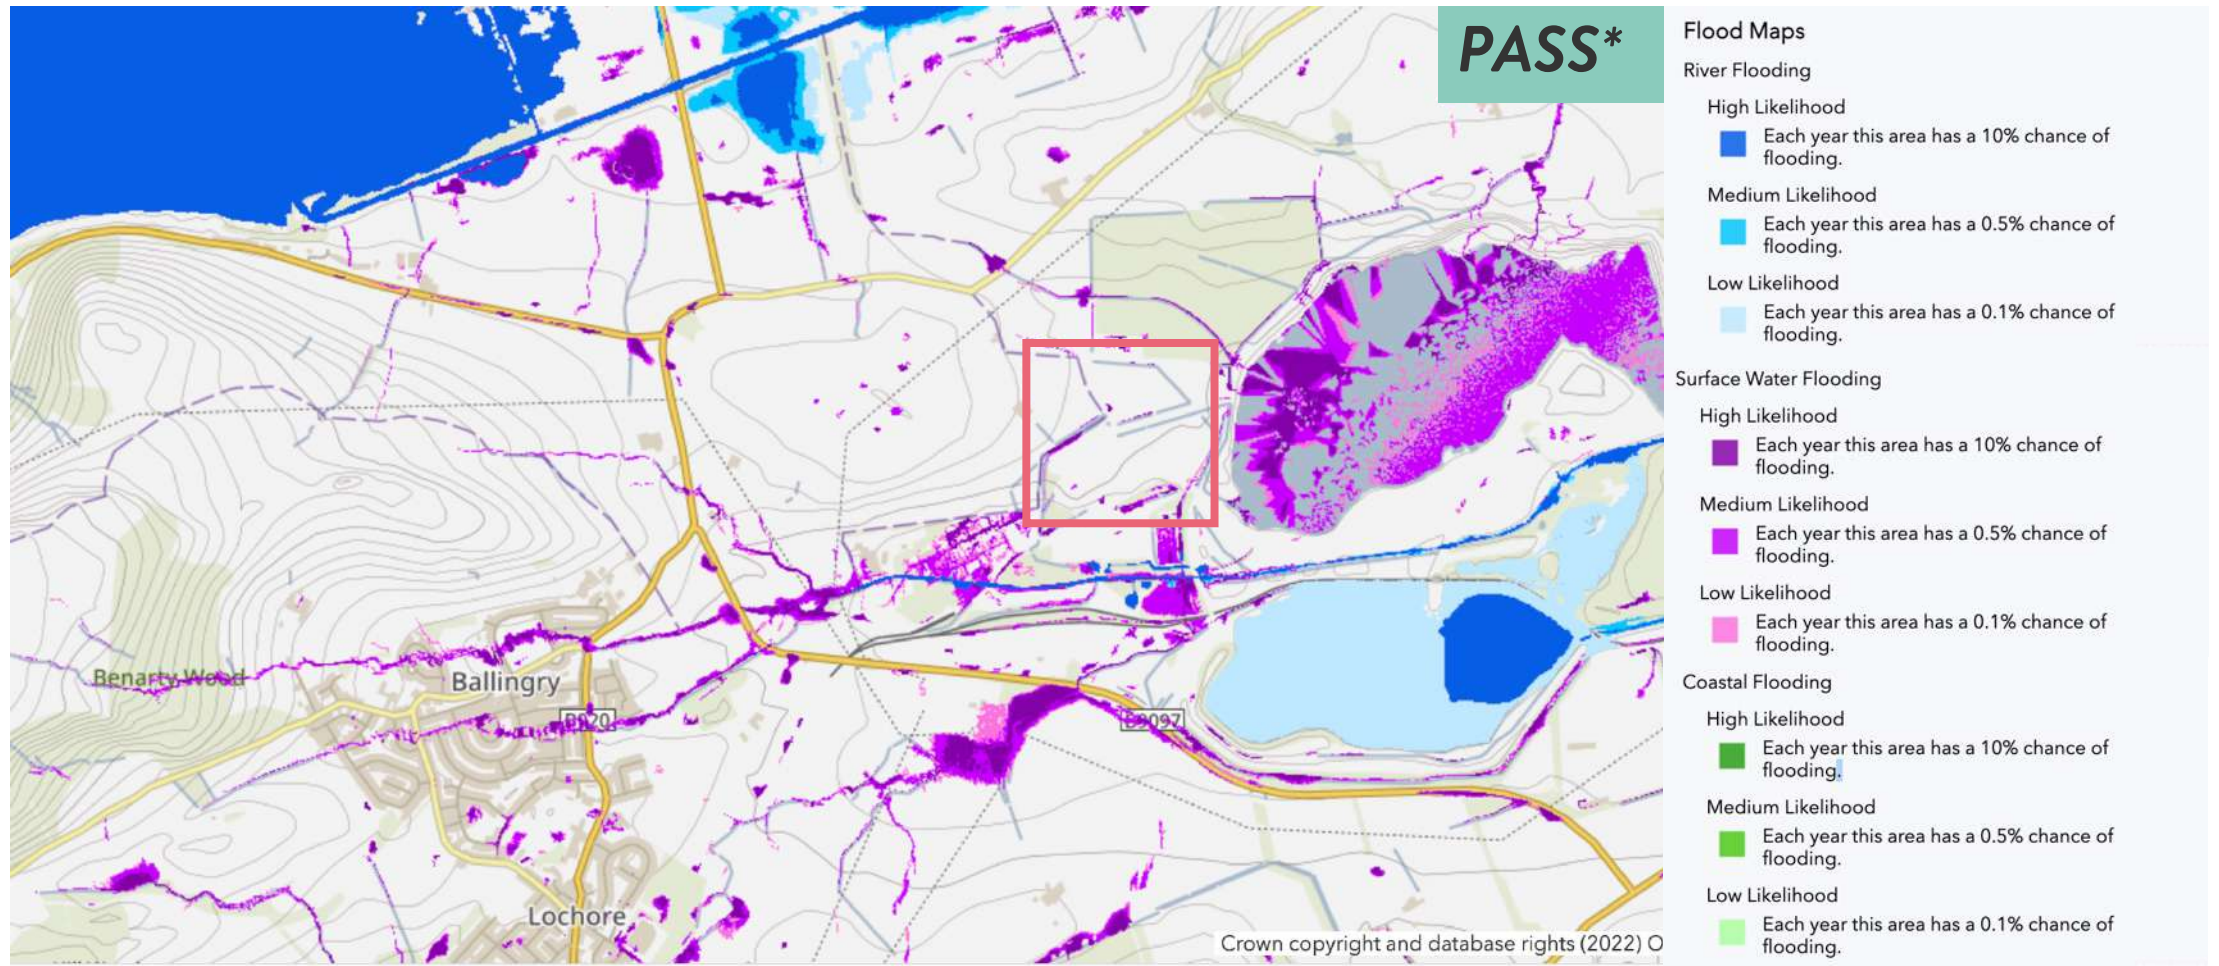 PASS*
Flood Maps
River Flooding
High Likelihood
Each year this area has a 10% chance of
flooding.
Medium Likelihood
Each year this area has a 0.5% chance of
flooding.
Low Likelihood
Each year this area has a 0.1% chance of
flooding.
Surface Water Flooding
High Likelihood
Each year this area has a 10% chance of
flooding.
Medium Likelihood
Each year this area has a 0.5% chance of
flooding.
Low Likelihood
Each year this area has a 0.1% chance of
flooding.
Coastal Flooding
High Likelihood
Each year this area has a 10% chance of
flooding.
Medium Likelihood
Each year this area has a 0.5% chance of
flooding.
Low Likelihood
Each year this area has a 0.1% chance of
flooding.
Benarty Wood
Ballingry
B920
B9097
Lochore
Crown copyright and database rights (2022) O